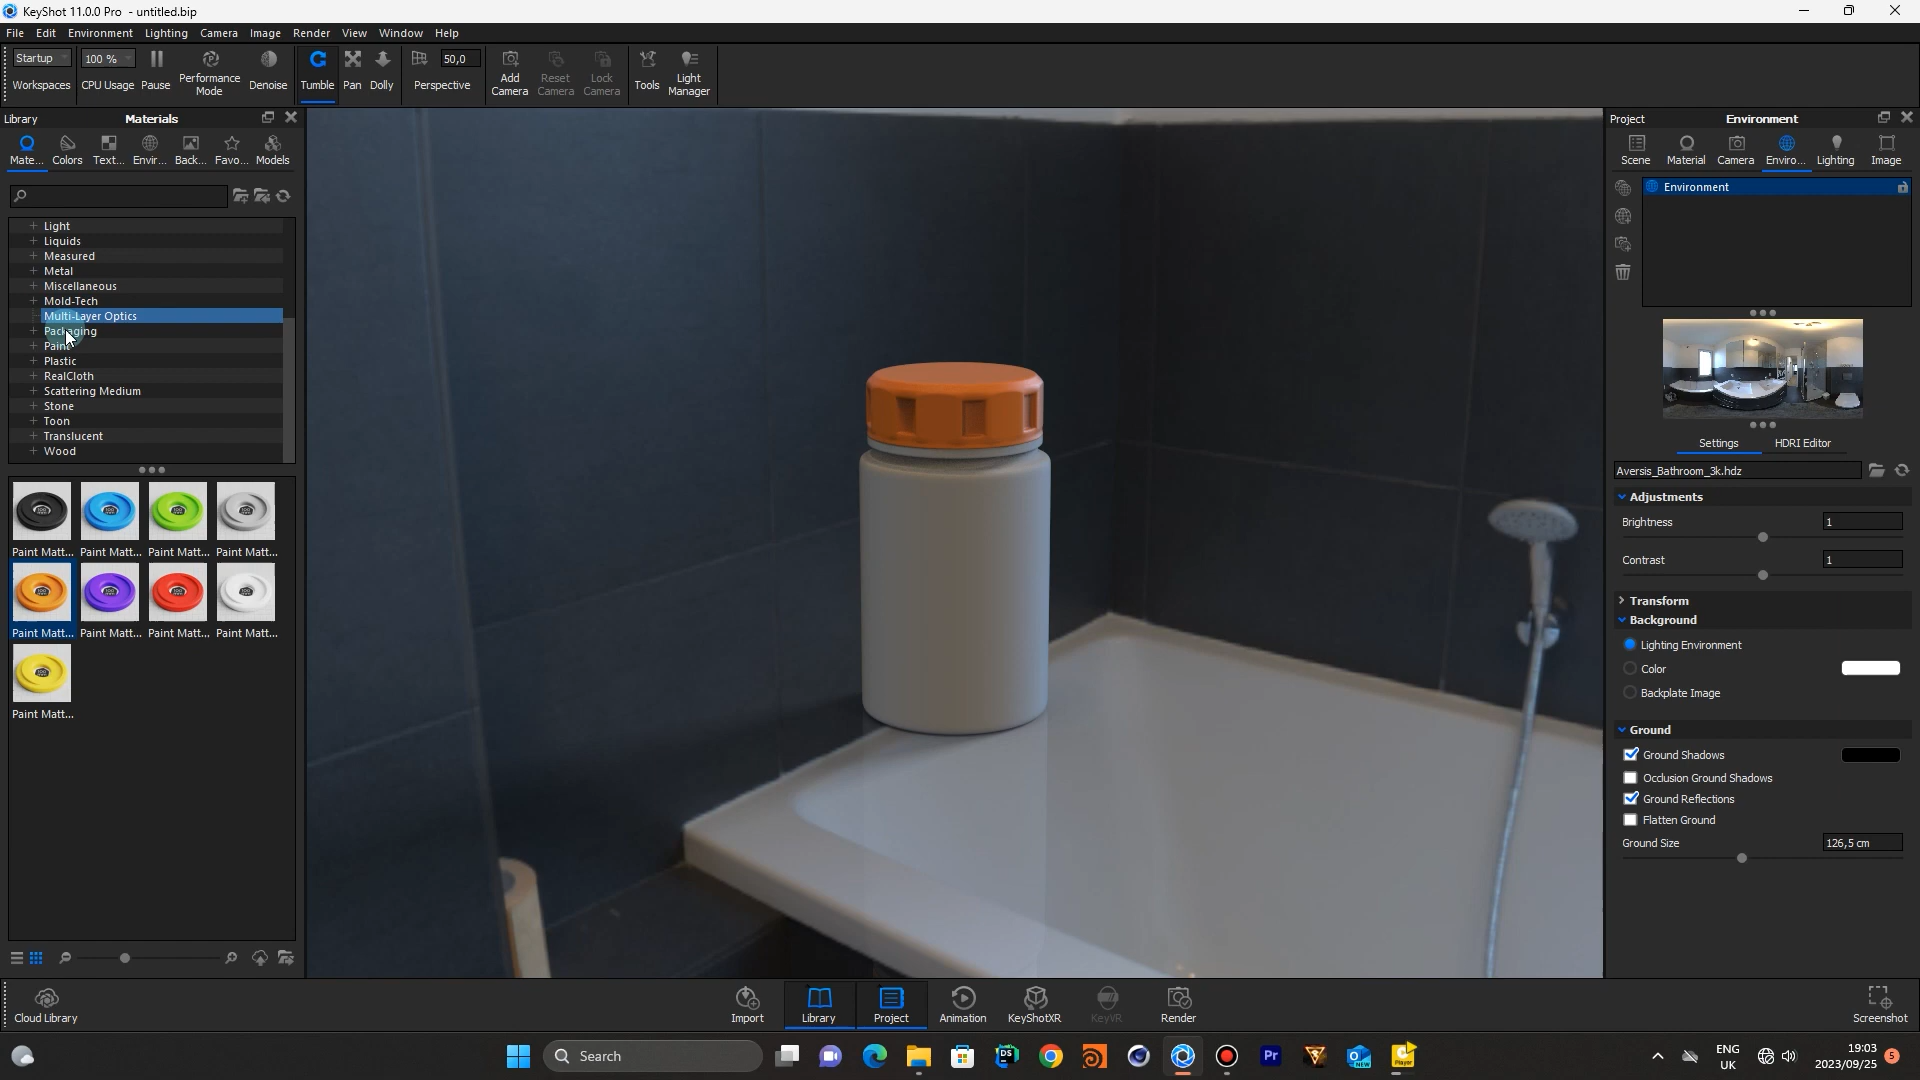 KeyShot 11.0.0 Pro - untitled.bip
File Edit Environment Lighting Camera Image Render View Window Help
Startup 100 % 50,0
Workspaces CPU Usage Pause Performance Mode Denoise Tumble Pan Dolly Perspective Add Camera Reset Camera Lock Camera Tools Light Manager
Library Materials
Mate... Colors Text... Envir... Back... Favo... Models
Light
Liquids
Measured
Metal
Miscellaneous
Mold-Tech
Multi-Layer Optics
Packaging
Paint
Plastic
RealCloth
Scattering Medium
Stone
Toon
Translucent
Wood
Paint Matt... Paint Matt... Paint Matt... Paint Matt...
Paint Matt... Paint Matt... Paint Matt... Paint Matt...
Paint Matt...
Project Environment
Scene Material Camera Enviro... Lighting Image
Environment
Settings HDRI Editor
Aversis_Bathroom_3k.hdz
Adjustments
Brightness 1
Contrast 1
Transform
Background
Lighting Environment
Color
Backplate Image
Ground
Ground Shadows
Occlusion Ground Shadows
Ground Reflections
Flatten Ground
Ground Size 126,5 cm
Cloud Library Import Library Project Animation KeyShotXR KeyVR Render Screenshot
Search
ENG
UK
19:03
2023/09/25
5